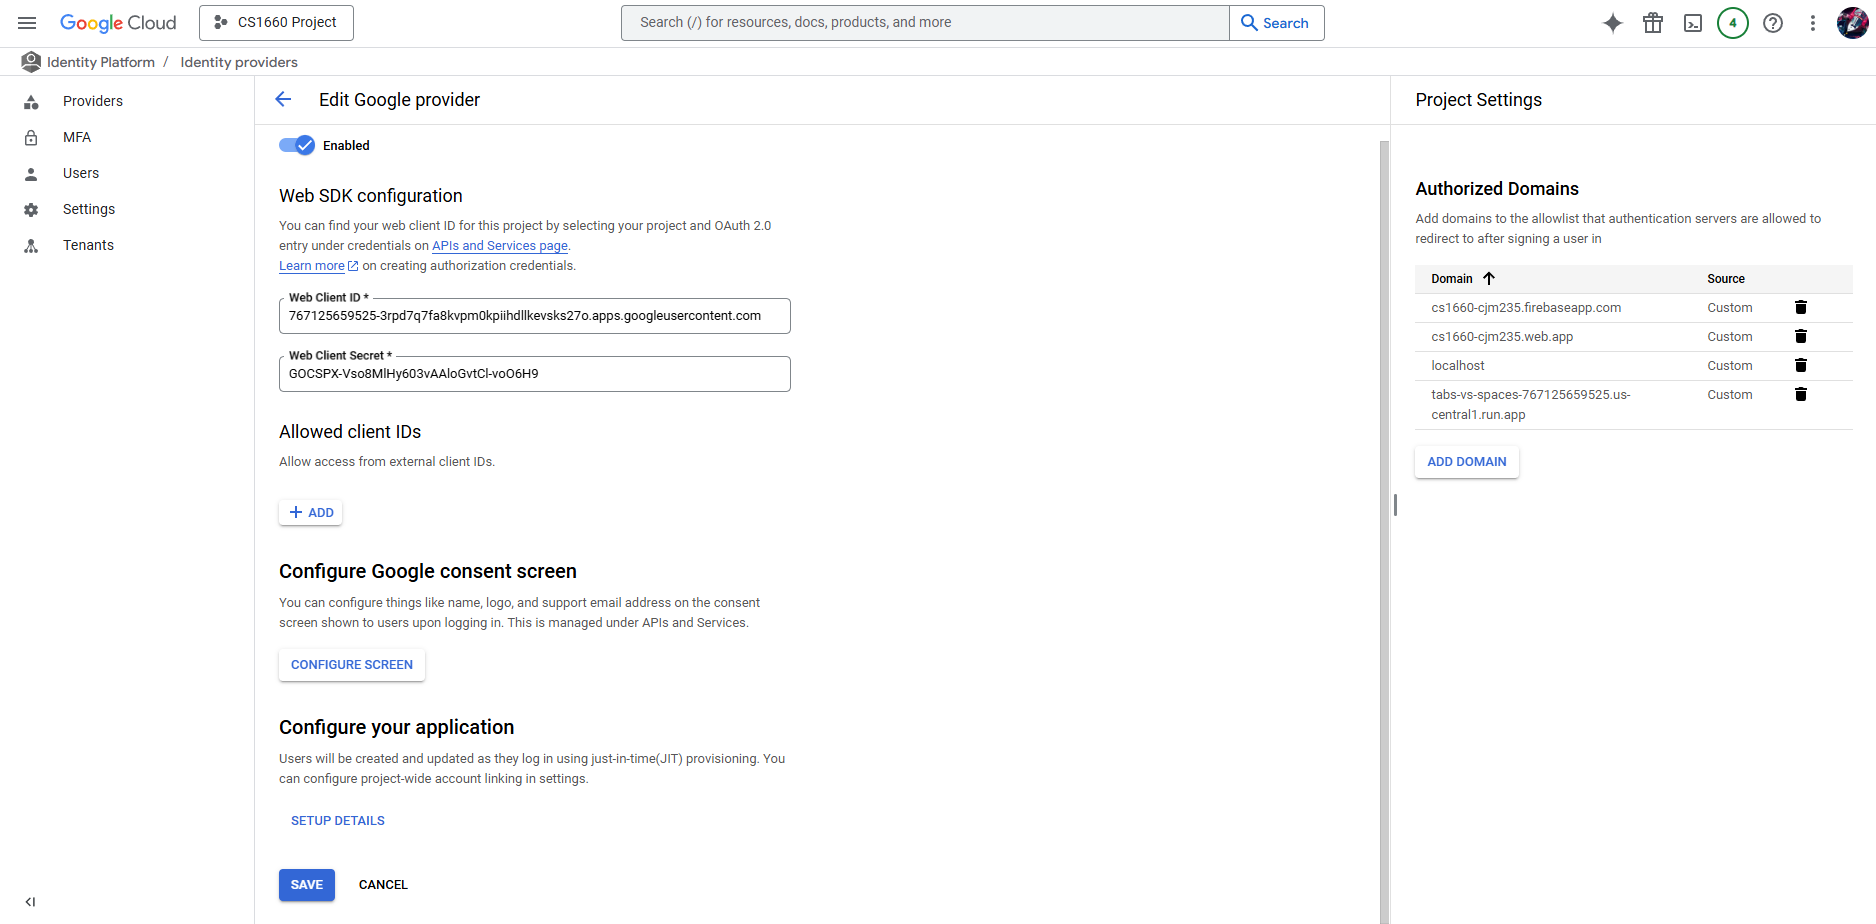 Google Cloud
CS1660 Project
Search (/) for resources, docs, products, and more
Search
4
Identity Platform / Identity providers
Providers
MFA
Users
Settings
Tenants
Edit Google provider
Enabled
Web SDK configuration
You can find your web client ID for this project by selecting your project and OAuth 2.0
entry under credentials on APIs and Services page.
Learn more on creating authorization credentials.
Web Client ID *
767125659525-3rpd7q7fa8kvpm0kpiihdllkevsks27o.apps.googleusercontent.com
Web Client Secret *
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
Allowed client IDs
Allow access from external client IDs.
ADD
Configure Google consent screen
You can configure things like name, logo, and support email address on the consent
screen shown to users upon logging in. This is managed under APIs and Services.
CONFIGURE SCREEN
Configure your application
Users will be created and updated as they log in using just-in-time(JIT) provisioning. You
can configure project-wide account linking in settings.
SETUP DETAILS
SAVE
CANCEL
Project Settings
Authorized Domains
Add domains to the allowlist that authentication servers are allowed to
redirect to after signing a user in
Domain Source
cs1660-cjm235.firebaseapp.com Custom
cs1660-cjm235.web.app Custom
localhost Custom
tabs-vs-spaces-767125659525.us- Custom
central1.run.app
ADD DOMAIN